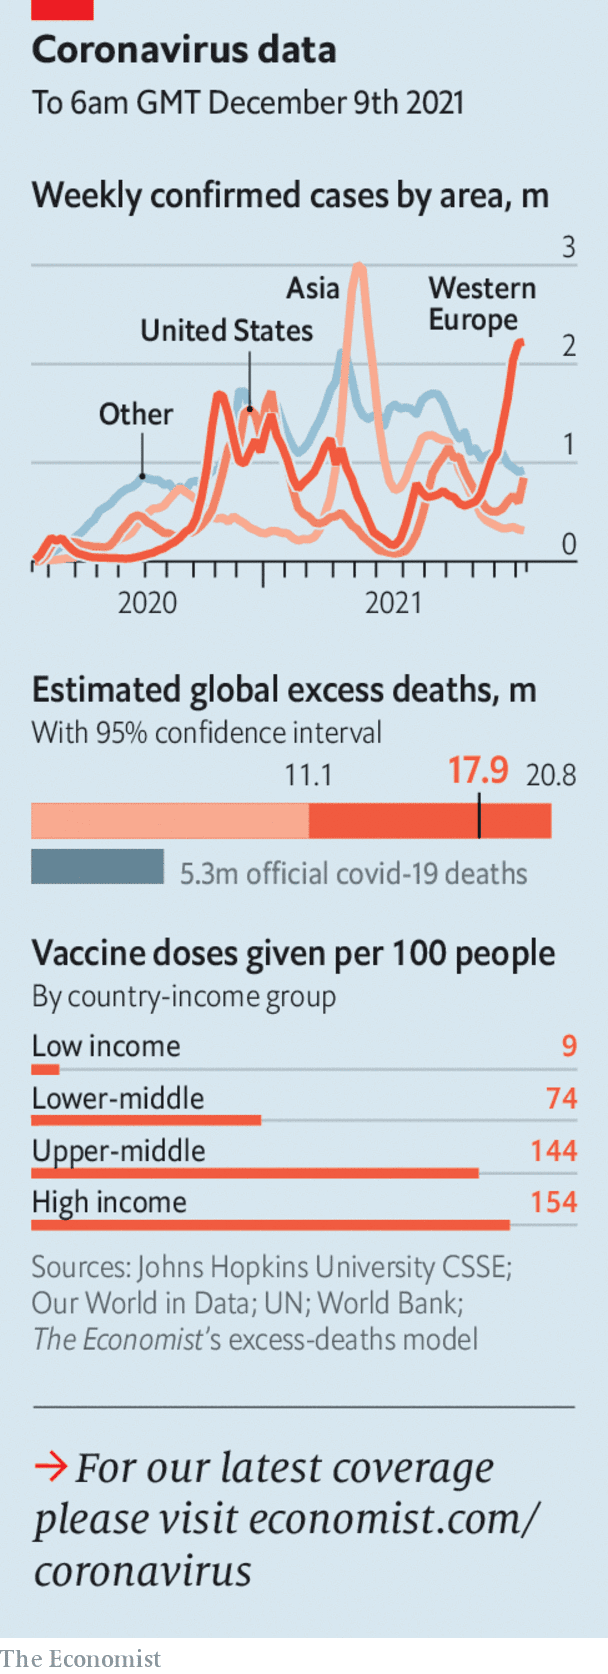 Coronavirus data
To 6am GMT December 9th 2021
Weekly confirmed cases by area, m
3
Asia
Western
Europe
United States
2
Other
1
0
2020
2021
Estimated global excess deaths, m
With 95% confidence interval
11.1
17.9
20.8
5.3m official covid-19 deaths
Vaccine doses given per 100 people
By country-income group
Low income 9
Lower-middle 74
Upper-middle 144
High income 154
Sources: Johns Hopkins University CSSE;
Our World in Data; UN; World Bank;
The Economist’s excess-deaths model
→ For our latest coverage
please visit economist.com/
coronavirus
The Economist